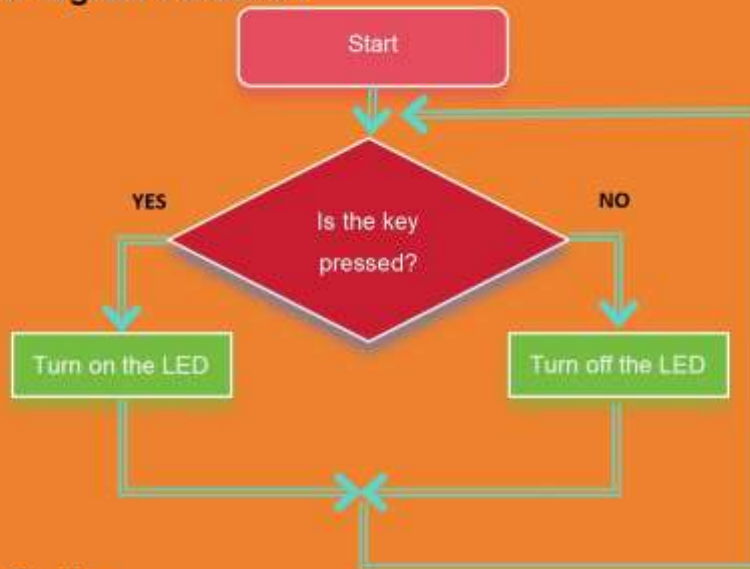 Start
Is the key
pressed?
YES
NO
Turn on the LED
Turn off the LED